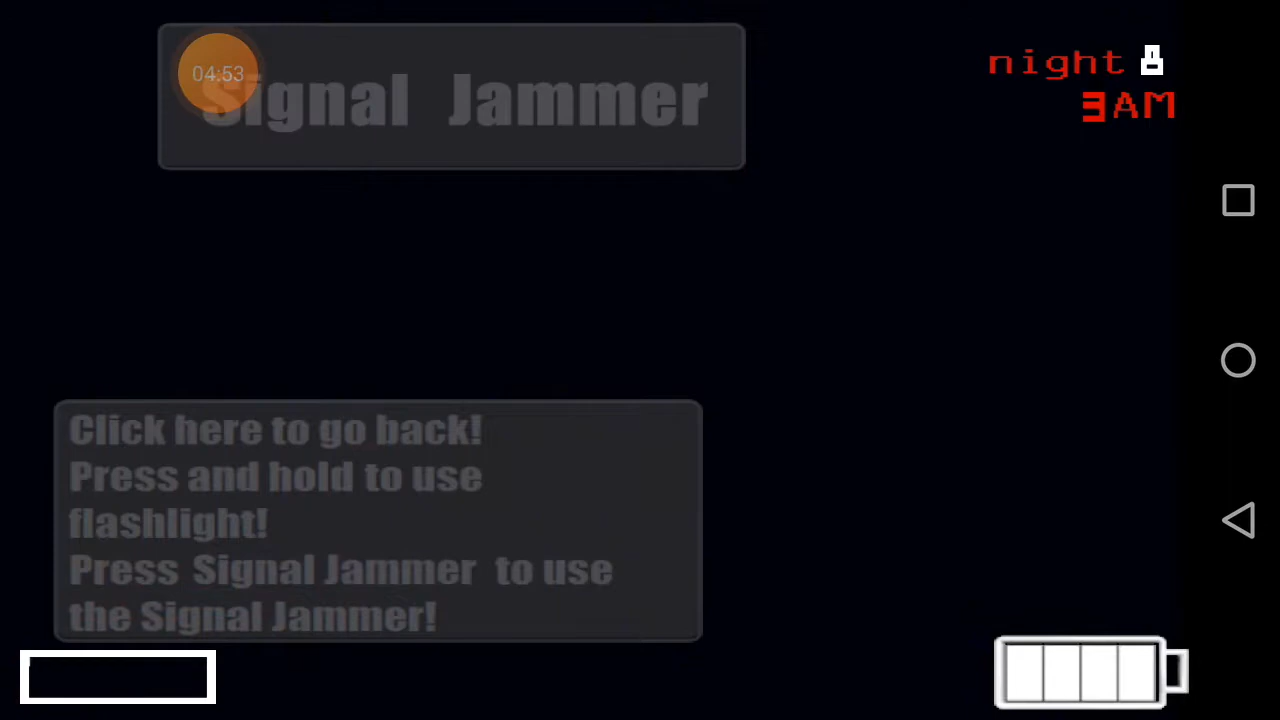 04:53
Signal Jammer
night
3AM
Click here to go back!
Press and hold to use
flashlight!
Press Signal Jammer to use
the Signal Jammer!